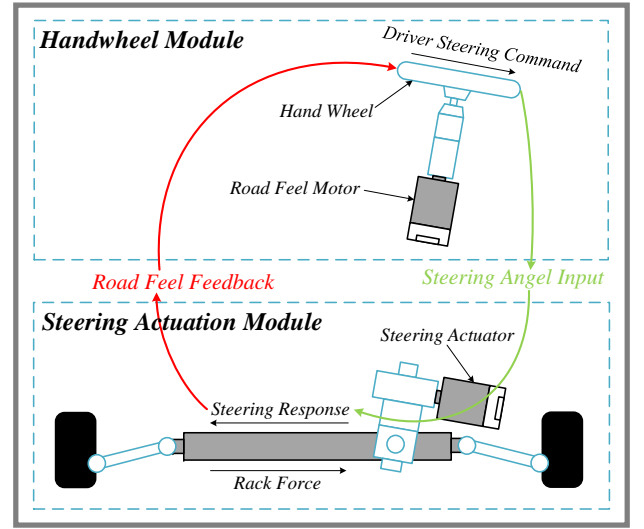 Handwheel Module
Driver Steering Command
Hand Wheel
Road Feel Motor
Road Feel Feedback
Steering Angel Input
Steering Actuation Module
Steering Actuator
Steering Response
Rack Force